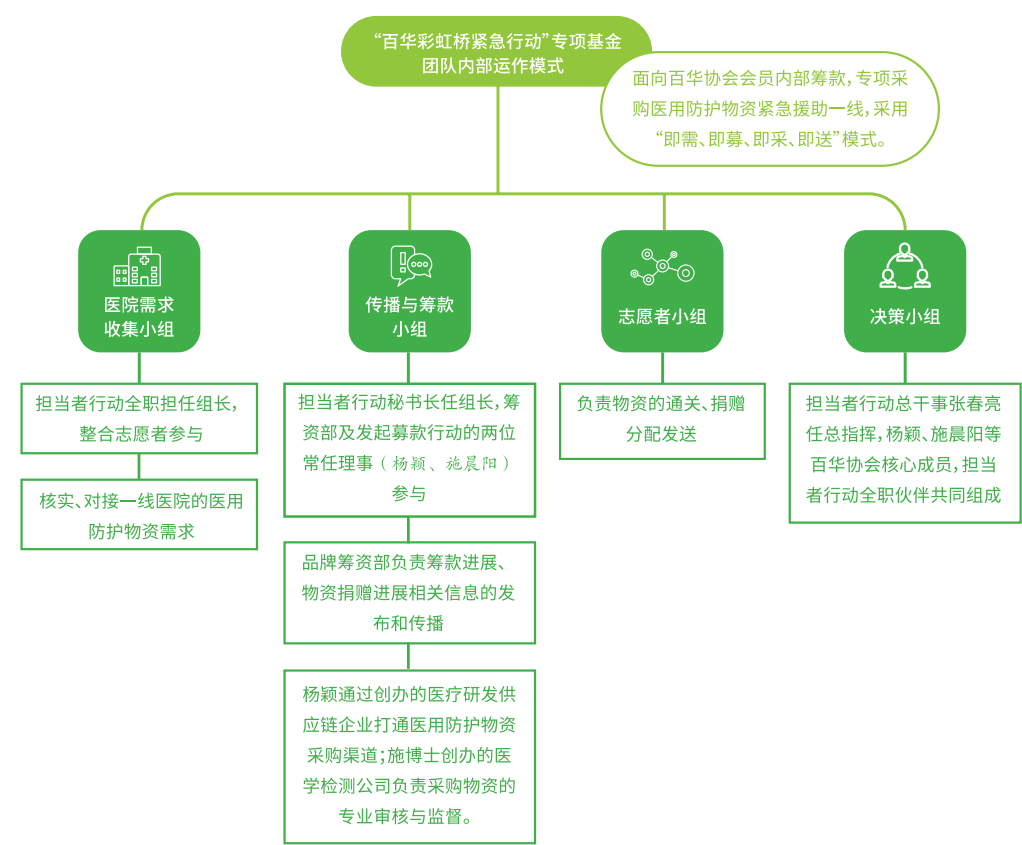 “百华彩虹桥紧急行动”专项基金
团队内部运作模式
面向百华协会会员内部筹款，专项采
购医用防护物资紧急援助一线，采用
“即需、即募、即采、即送”模式。
医院需求
收集小组
传播与筹款
小组
志愿者小组
决策小组
担当者行动全职担任组长，
整合志愿者参与
核实、对接一线医院的医用
防护物资需求
担当者行动秘书长任组长，筹
资部及发起募款行动的两位
常任理事（杨颖、施晨阳）
参与
品牌筹资部负责筹款进展、
物资捐赠进展相关信息的发
布和传播
杨颖通过创办的医疗研发供
应链企业打通医用防护物资
采购渠道；施博士创办的医
学检测公司负责采购物资的
专业审核与监督。
负责物资的通关、捐赠
分配发送
担当者行动总干事张春亮
任总指挥，杨颖、施晨阳等
百华协会核心成员，担当
者行动全职伙伴共同组成